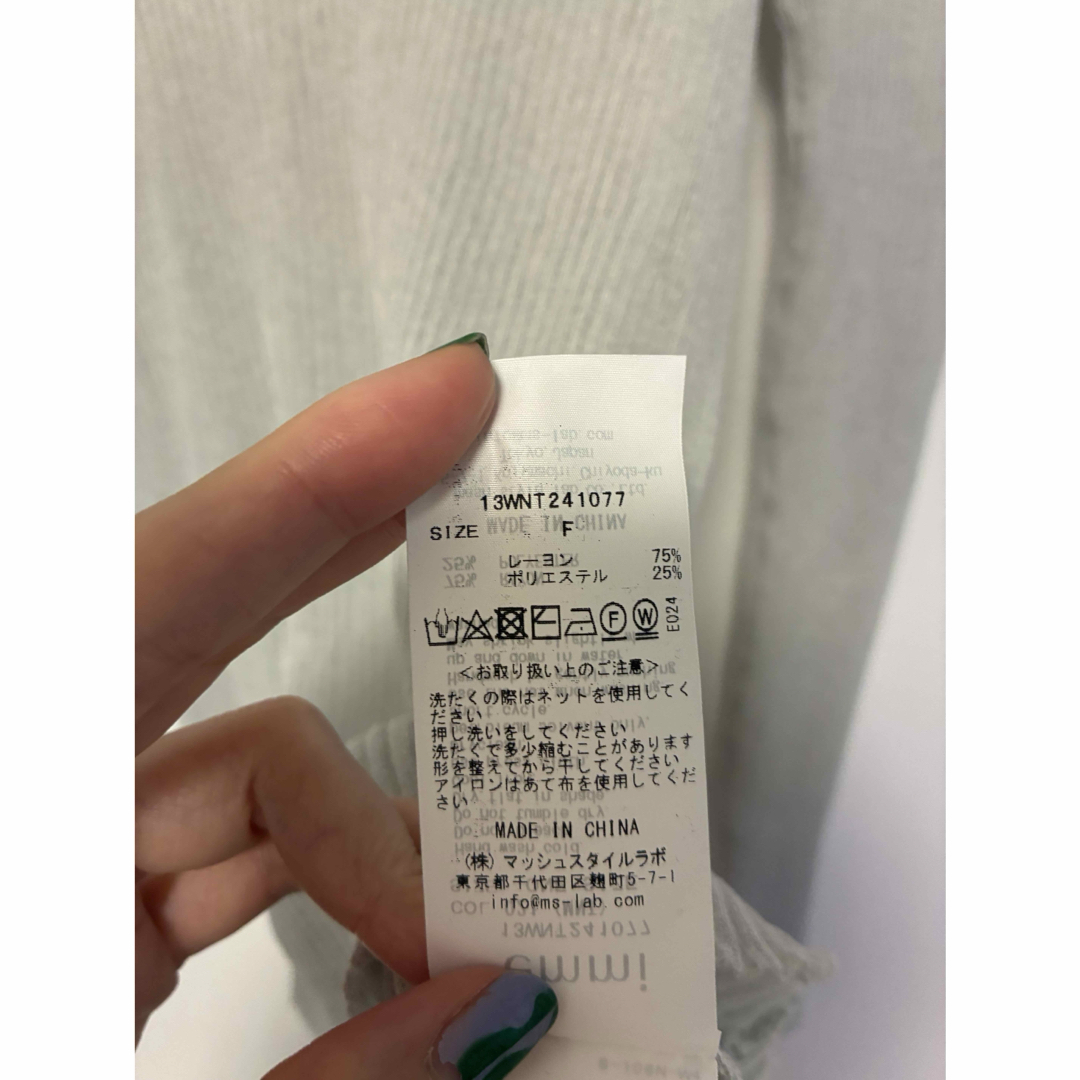 13WNT241077
SIZE F
レーヨン 75%
ポリエステル 25%
F W E024
<お取り扱い上のご注意>
洗たくの際はネットを使用してく
ださい
押し洗いをしてください
洗たくで多少縮むことがあります
形を整えてから干してください
アイロンはあて布を使用してくだ
さい
MADE IN CHINA
(株) マッシュスタイルラボ
東京都千代田区麹町5-7-1
info@ms-lab.com
13WNT241077
emmi